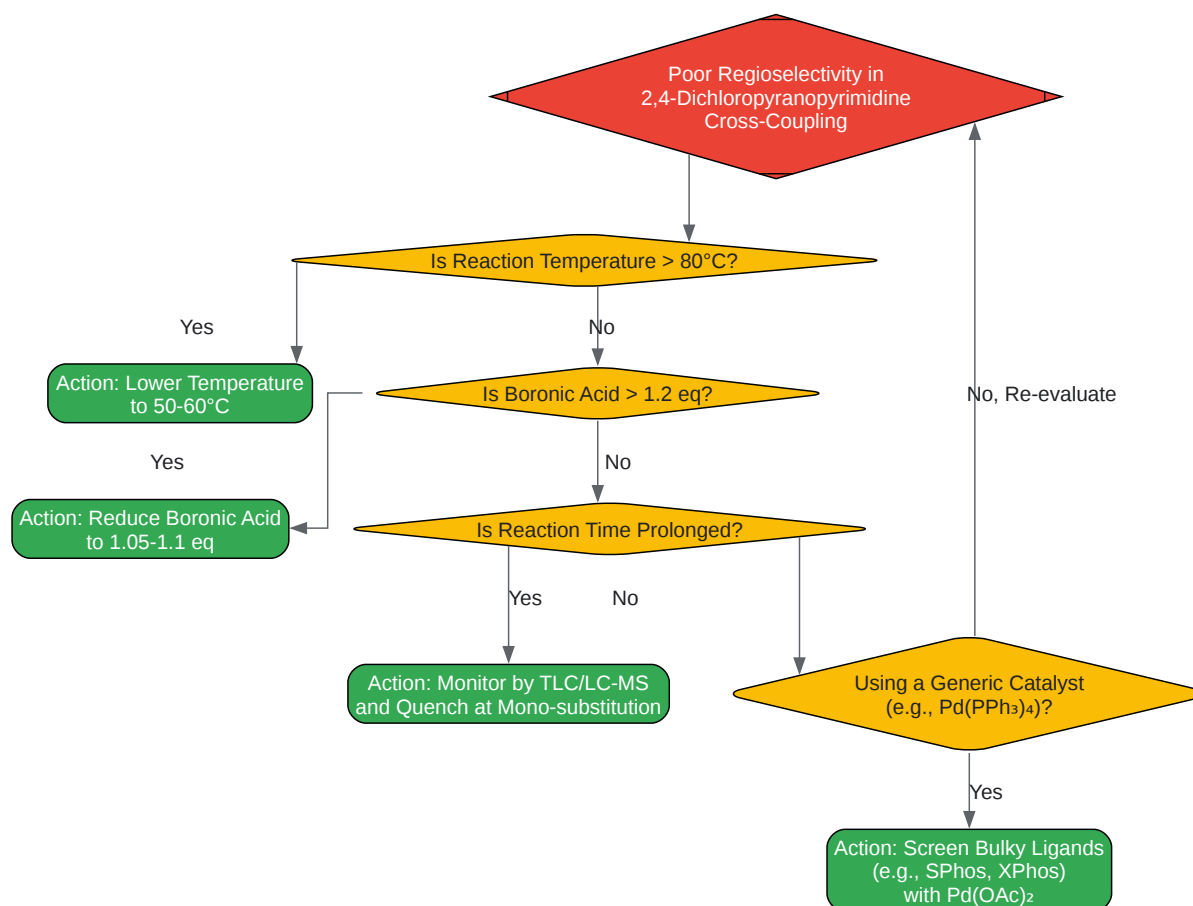 Poor Regioselectivity in
2,4-Dichloropyranopyrimidine
Cross-Coupling
Is Reaction Temperature > 80°C?
Yes
No
Action: Lower Temperature
to 50-60°C
Is Boronic Acid > 1.2 eq?
No, Re-evaluate
Yes
No
Action: Reduce Boronic Acid
to 1.05-1.1 eq
Is Reaction Time Prolonged?
Yes
No
Action: Monitor by TLC/LC-MS
and Quench at Mono-substitution
Using a Generic Catalyst
(e.g., Pd(PPh₃)₄)?
Yes
Action: Screen Bulky Ligands
(e.g., SPhos, XPhos)
with Pd(OAc)₂